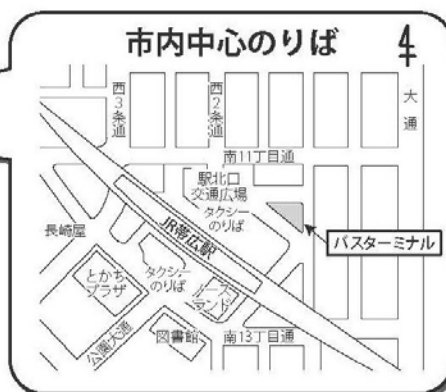 市内中心のりば
4
西3条通
西2条通
大通
南11丁目通
駅北口
交通広場
タクシー
のりば
JR帯広駅
バスターミナル
長崎屋
とかち
プラザ
タクシー
のりば
ノース
ランド
公園大通
図書館
南13丁目通